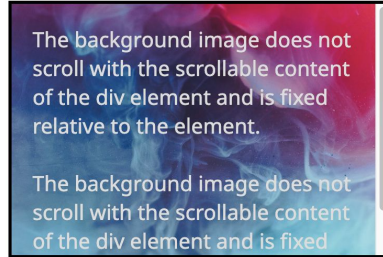 The background image does not
scroll with the scrollable content
of the div element and is fixed
relative to the element.
The background image does not
scroll with the scrollable content
of the div element and is fixed